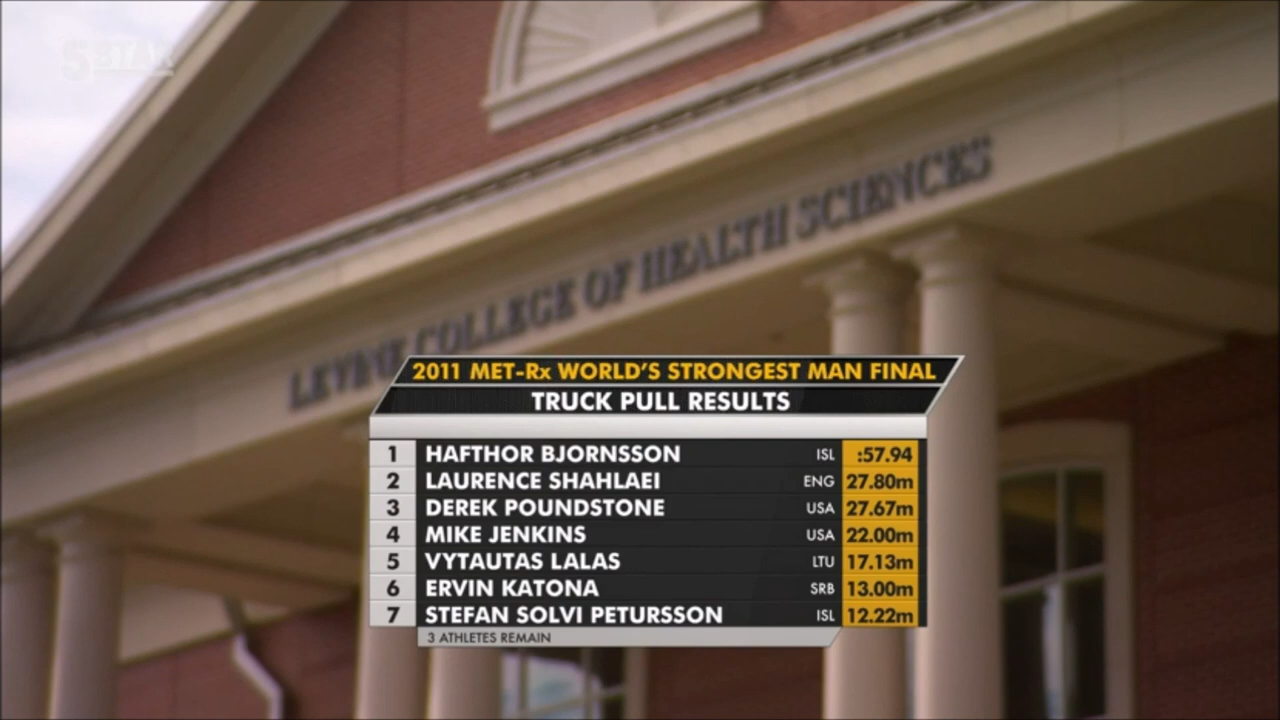 5 STAR
LEVINE COLLEGE OF HEALTH SCIENCES
2011 MET-Rx WORLD'S STRONGEST MAN FINAL
TRUCK PULL RESULTS
1 HAFTHOR BJORNSSON ISL :57.94
2 LAURENCE SHAHLAEI ENG 27.80m
3 DEREK POUNDSTONE USA 27.67m
4 MIKE JENKINS USA 22.00m
5 VYTAUTAS LALAS LTU 17.13m
6 ERVIN KATONA SRB 13.00m
7 STEFAN SOLVI PETURSSON ISL 12.22m
3 ATHLETES REMAIN